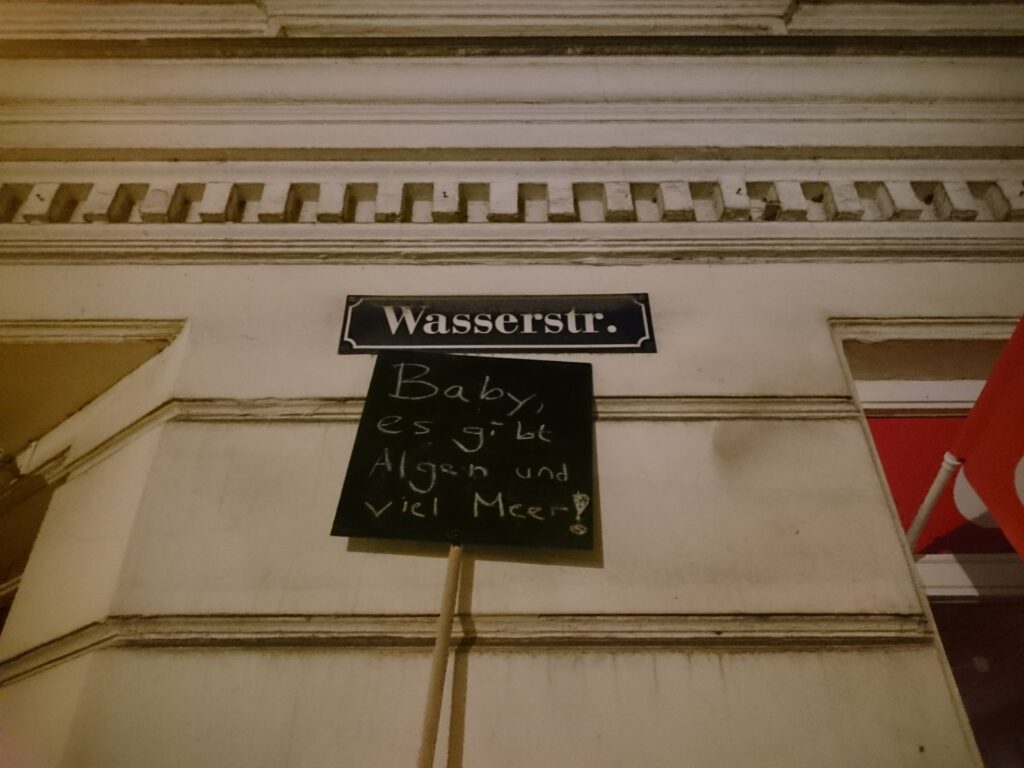 Wasserstr.
Baby,
es gibt
Algen und
viel Meer!